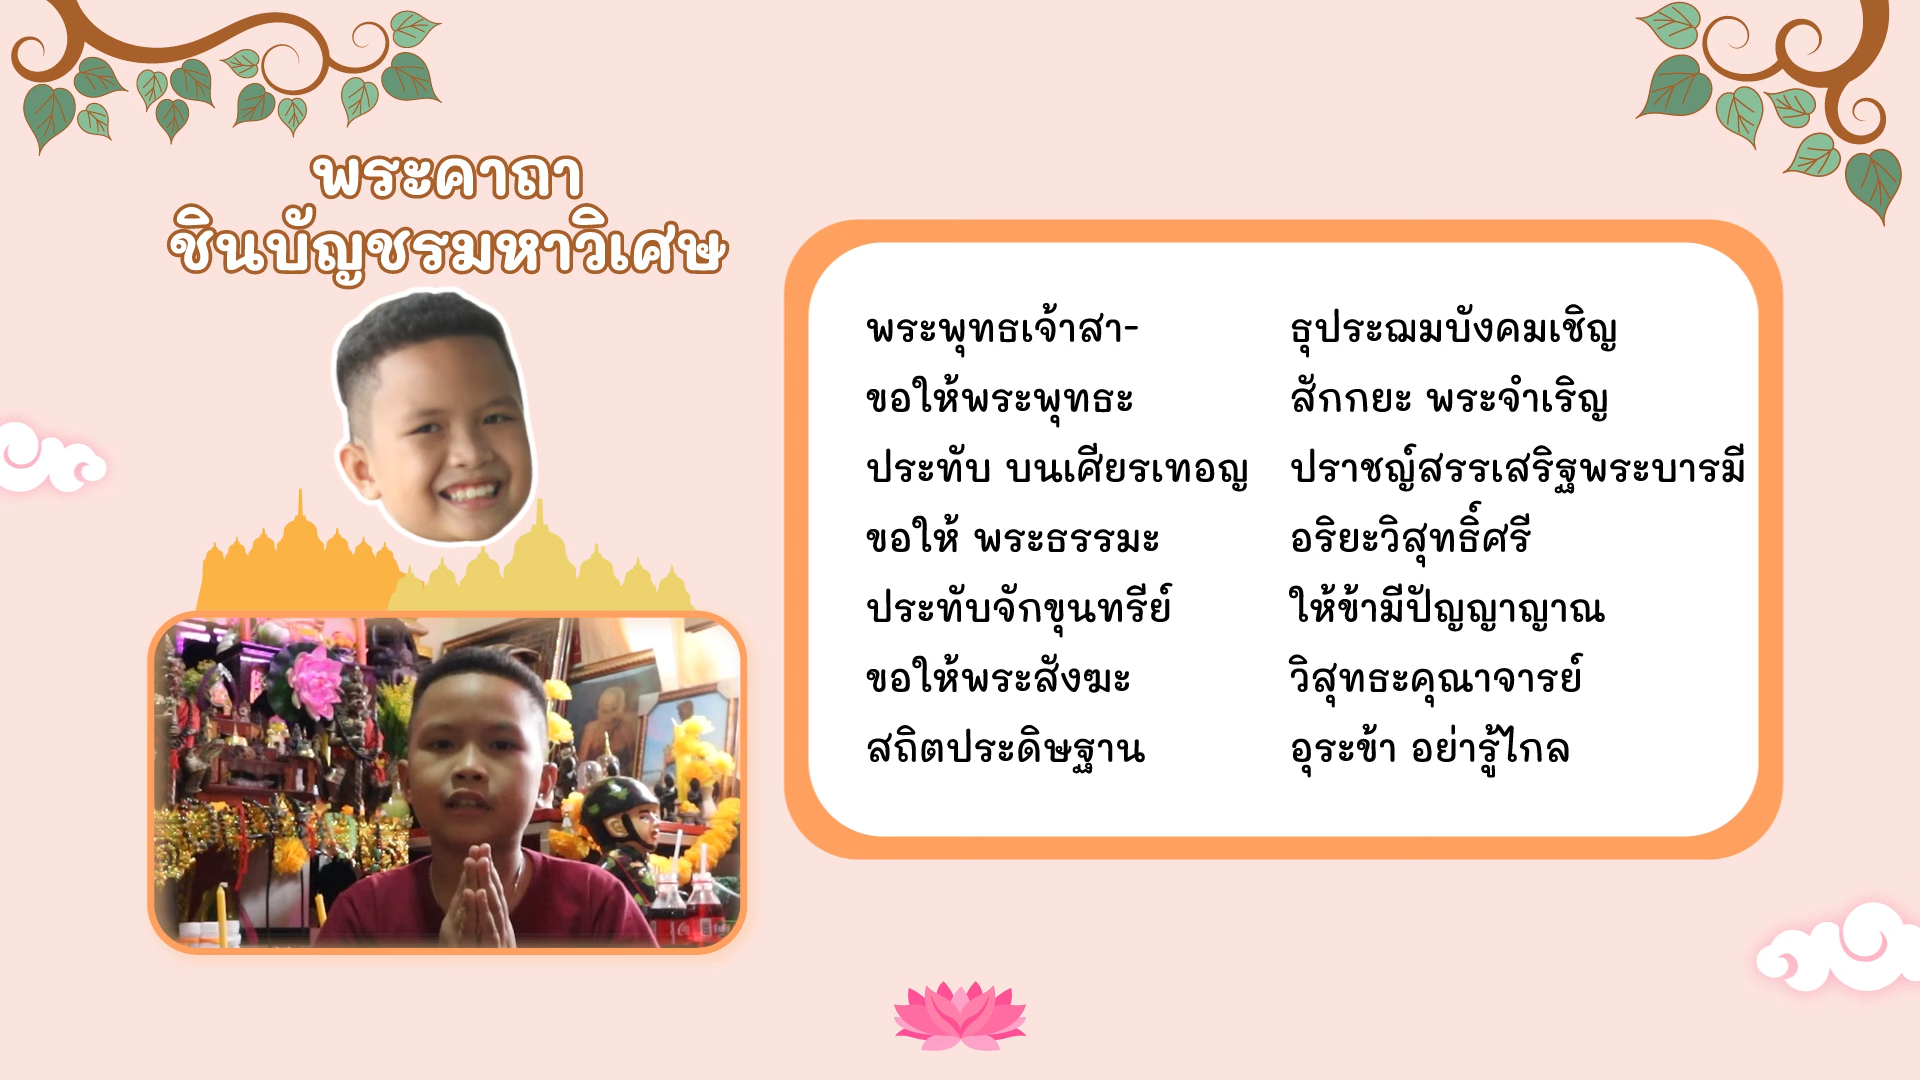 พระคาถา
ชินบัญชรมหาวิเศษ
พระพุทธเจ้าสา- ธุประฌมบังคมเชิญ
ขอให้พระพุทธะ สักกยะ พระจำเริญ
ประทับ บนเศียรเทอญ ปราชญ์สรรเสริฐพระบารมี
ขอให้ พระธรรมะ อริยะวิสุทธิ์ศรี
ประทับจักขุนทรีย์ ให้ข้ามีปัญญาญาณ
ขอให้พระสังฆะ วิสุทธะคุณาจารย์
สถิตประดิษฐาน อุระข้า อย่ารู้ไกล